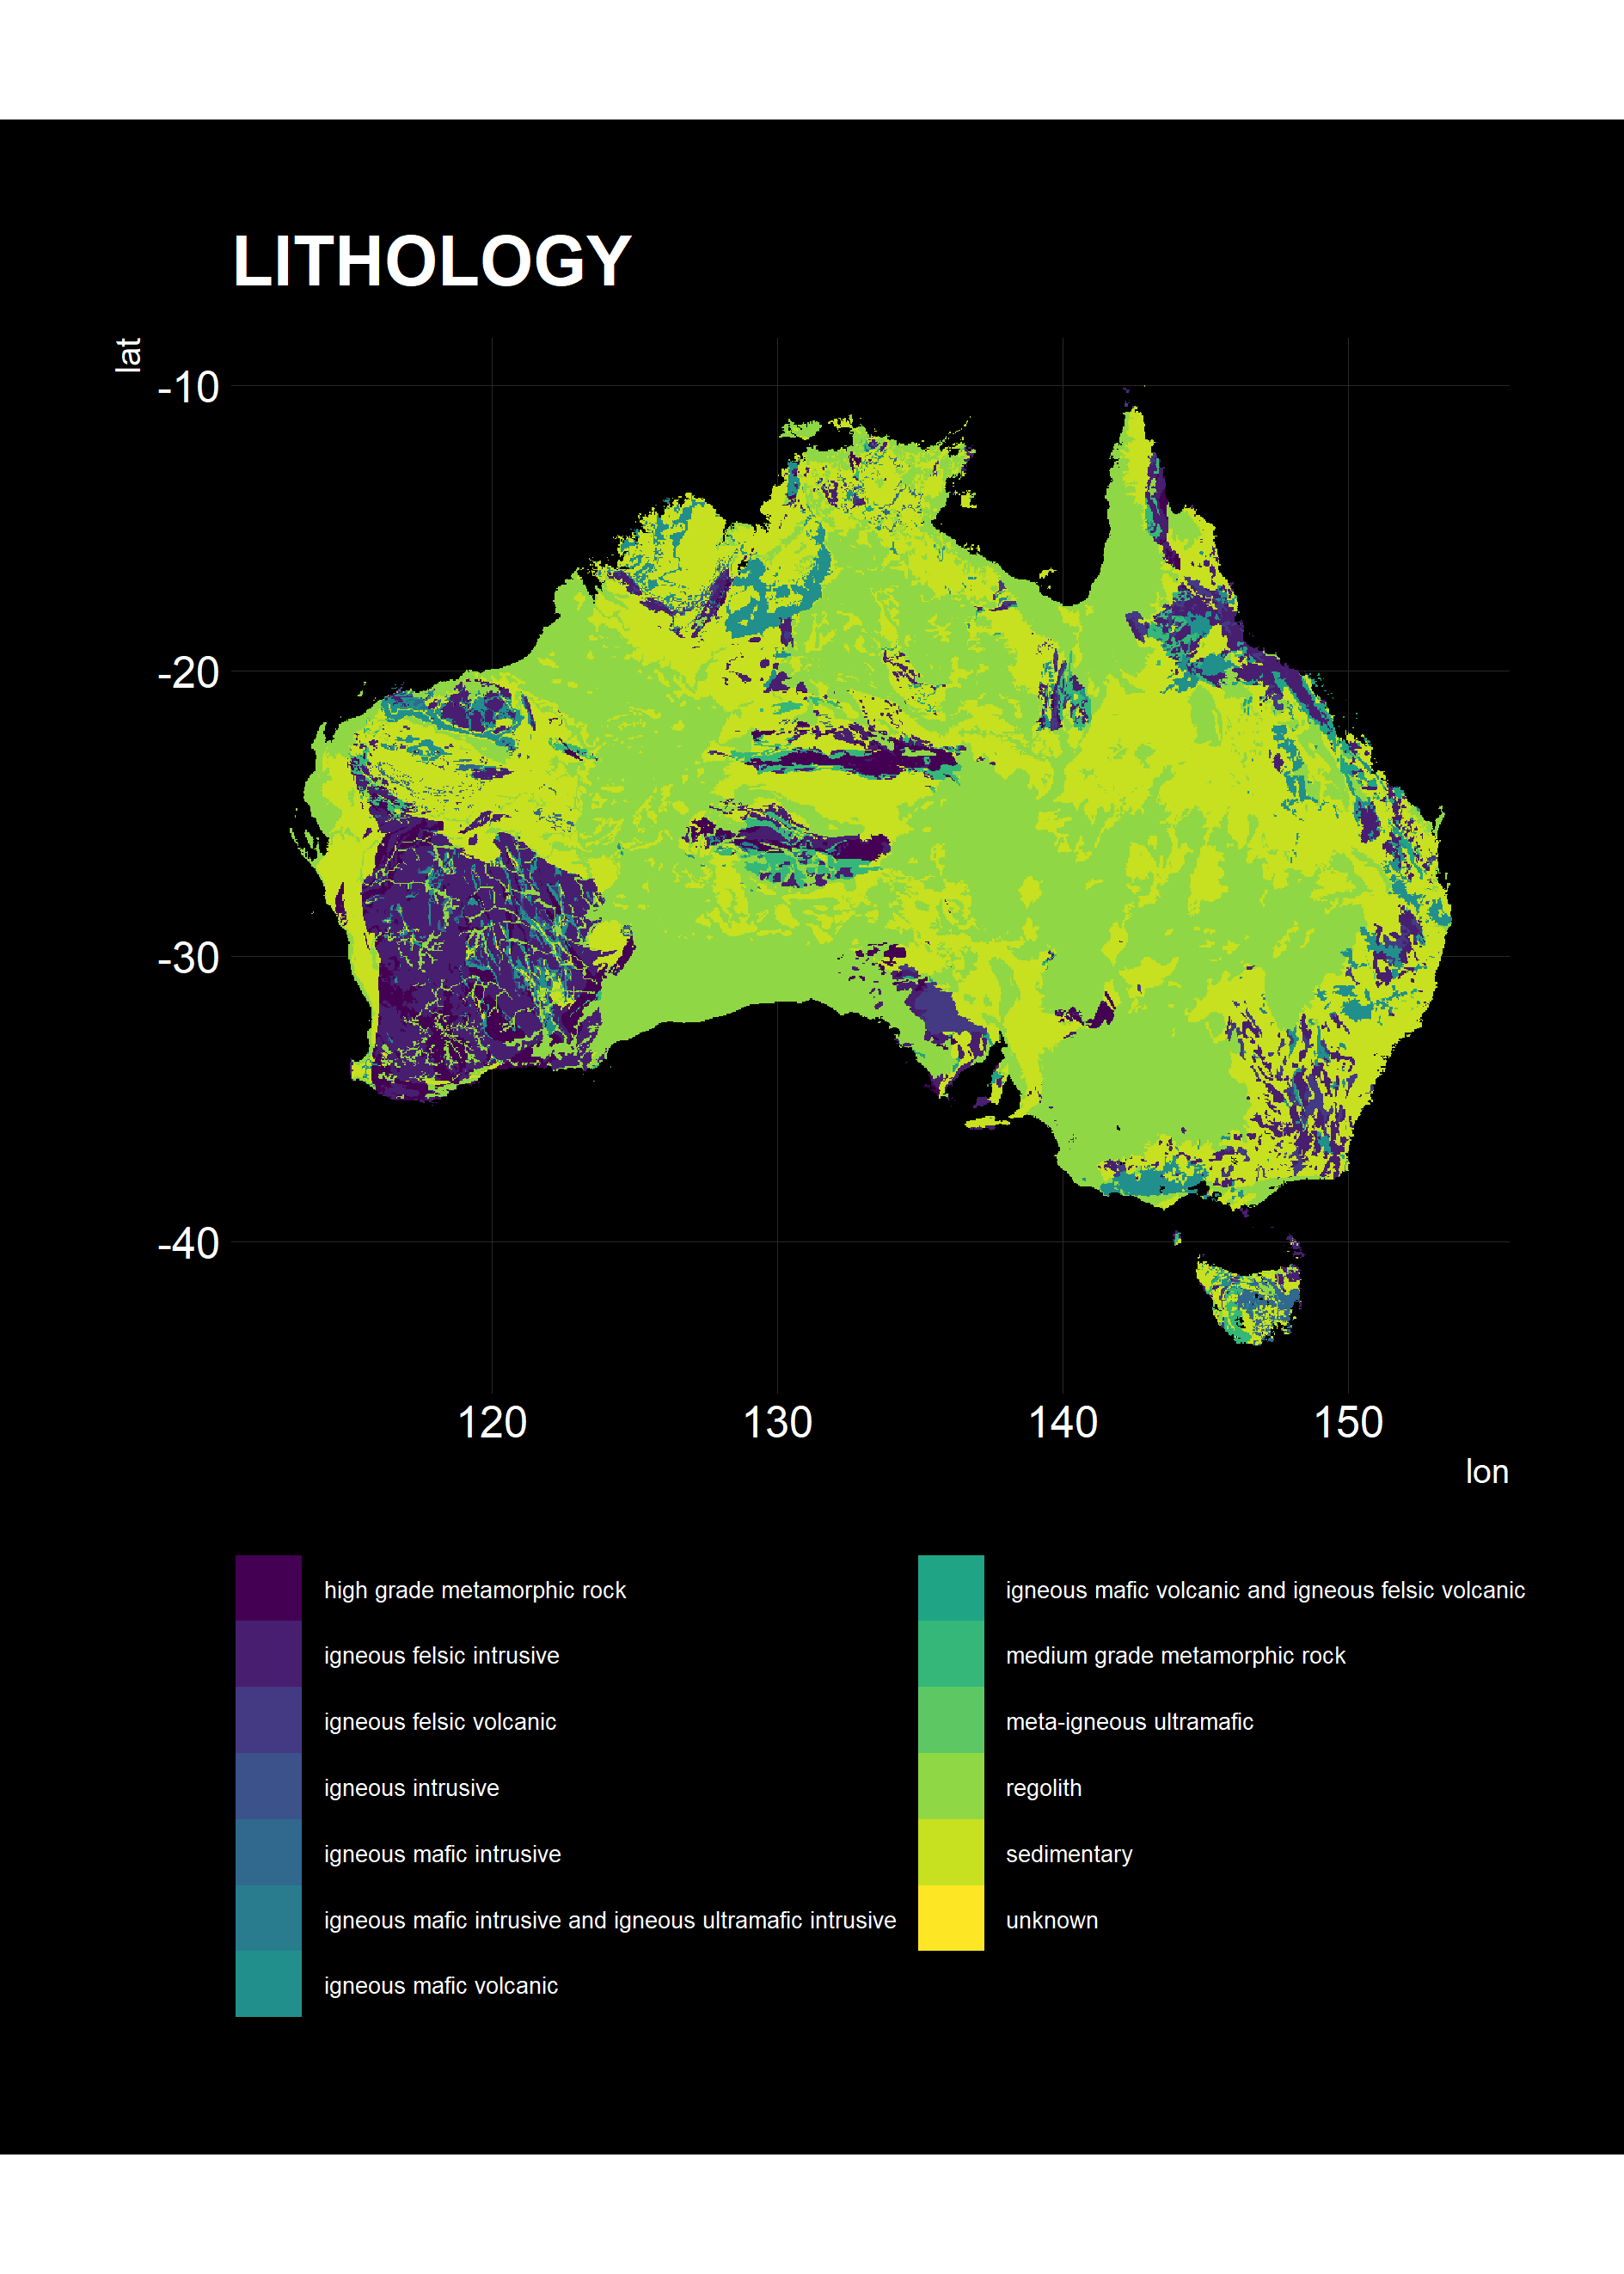 LITHOLOGY
lat
-10
-20
-30
-40
120 130 140 150
lon
high grade metamorphic rock
igneous felsic intrusive
igneous felsic volcanic
igneous intrusive
igneous mafic intrusive
igneous mafic intrusive and igneous ultramafic intrusive
igneous mafic volcanic
igneous mafic volcanic and igneous felsic volcanic
medium grade metamorphic rock
meta-igneous ultramafic
regolith
sedimentary
unknown